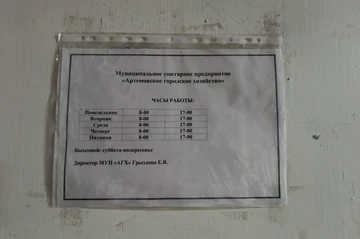 Муниципальное унитарное предприятие
«Артемовское городское хозяйство»
ЧАСЫ РАБОТЫ:
Понедельник 8-00 17-00
Вторник 8-00 17-00
Среда 8-00 17-00
Четверг 8-00 17-00
Пятница 8-00 17-00
Выходной: суббота-воскресенье
Директор МУП «АГХ» Грызлова Е.В.